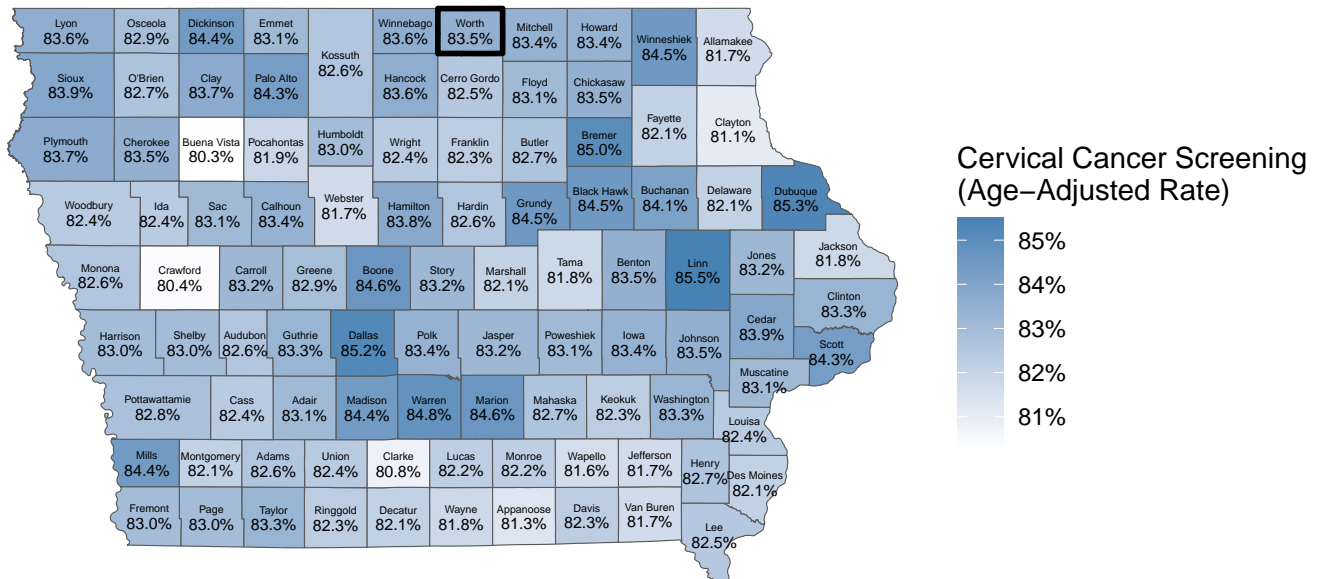 Lyon
83.6%
Osceola
82.9%
Dickinson
84.4%
Emmet
83.1%
Kossuth
82.6%
Winnebago
83.6%
Worth
83.5%
Mitchell
83.4%
Howard
83.4%
Winneshiek
84.5%
Allamakee
81.7%
Sioux
83.9%
O'Brien
82.7%
Clay
83.7%
Palo Alto
84.3%
Hancock
83.6%
Cerro Gordo
82.5%
Floyd
83.1%
Chickasaw
83.5%
Fayette
82.1%
Clayton
81.1%
Plymouth
83.7%
Cherokee
83.5%
Buena Vista
80.3%
Pocahontas
81.9%
Humboldt
83.0%
Wright
82.4%
Franklin
82.3%
Butler
82.7%
Bremer
85.0%
Woodbury
82.4%
Ida
82.4%
Sac
83.1%
Calhoun
83.4%
Webster
81.7%
Hamilton
83.8%
Hardin
82.6%
Grundy
84.5%
Black Hawk
84.5%
Buchanan
84.1%
Delaware
82.1%
Dubuque
85.3%
Monona
82.6%
Crawford
80.4%
Carroll
83.2%
Greene
82.9%
Boone
84.6%
Story
83.2%
Marshall
82.1%
Tama
81.8%
Benton
83.5%
Linn
85.5%
Jones
83.2%
Jackson
81.8%
Clinton
83.3%
Harrison
83.0%
Shelby
83.0%
Audubon
82.6%
Guthrie
83.3%
Dallas
85.2%
Polk
83.4%
Jasper
83.2%
Poweshiek
83.1%
Iowa
83.4%
Johnson
83.5%
Cedar
83.9%
Scott
84.3%
Muscatine
83.1%
Pottawattamie
82.8%
Cass
82.4%
Adair
83.1%
Madison
84.4%
Warren
84.8%
Marion
84.6%
Mahaska
82.7%
Keokuk
82.3%
Washington
83.3%
Louisa
82.4%
Mills
84.4%
Montgomery
82.1%
Adams
82.6%
Union
82.4%
Clarke
80.8%
Lucas
82.2%
Monroe
82.2%
Wapello
81.6%
Jefferson
81.7%
Henry
82.7%
Des Moines
82.1%
Fremont
83.0%
Page
83.0%
Taylor
83.3%
Ringgold
82.3%
Decatur
82.1%
Wayne
81.8%
Appanoose
81.3%
Davis
82.3%
Van Buren
81.7%
Lee
82.5%
Cervical Cancer Screening
(Age−Adjusted Rate)
85%
84%
83%
82%
81%